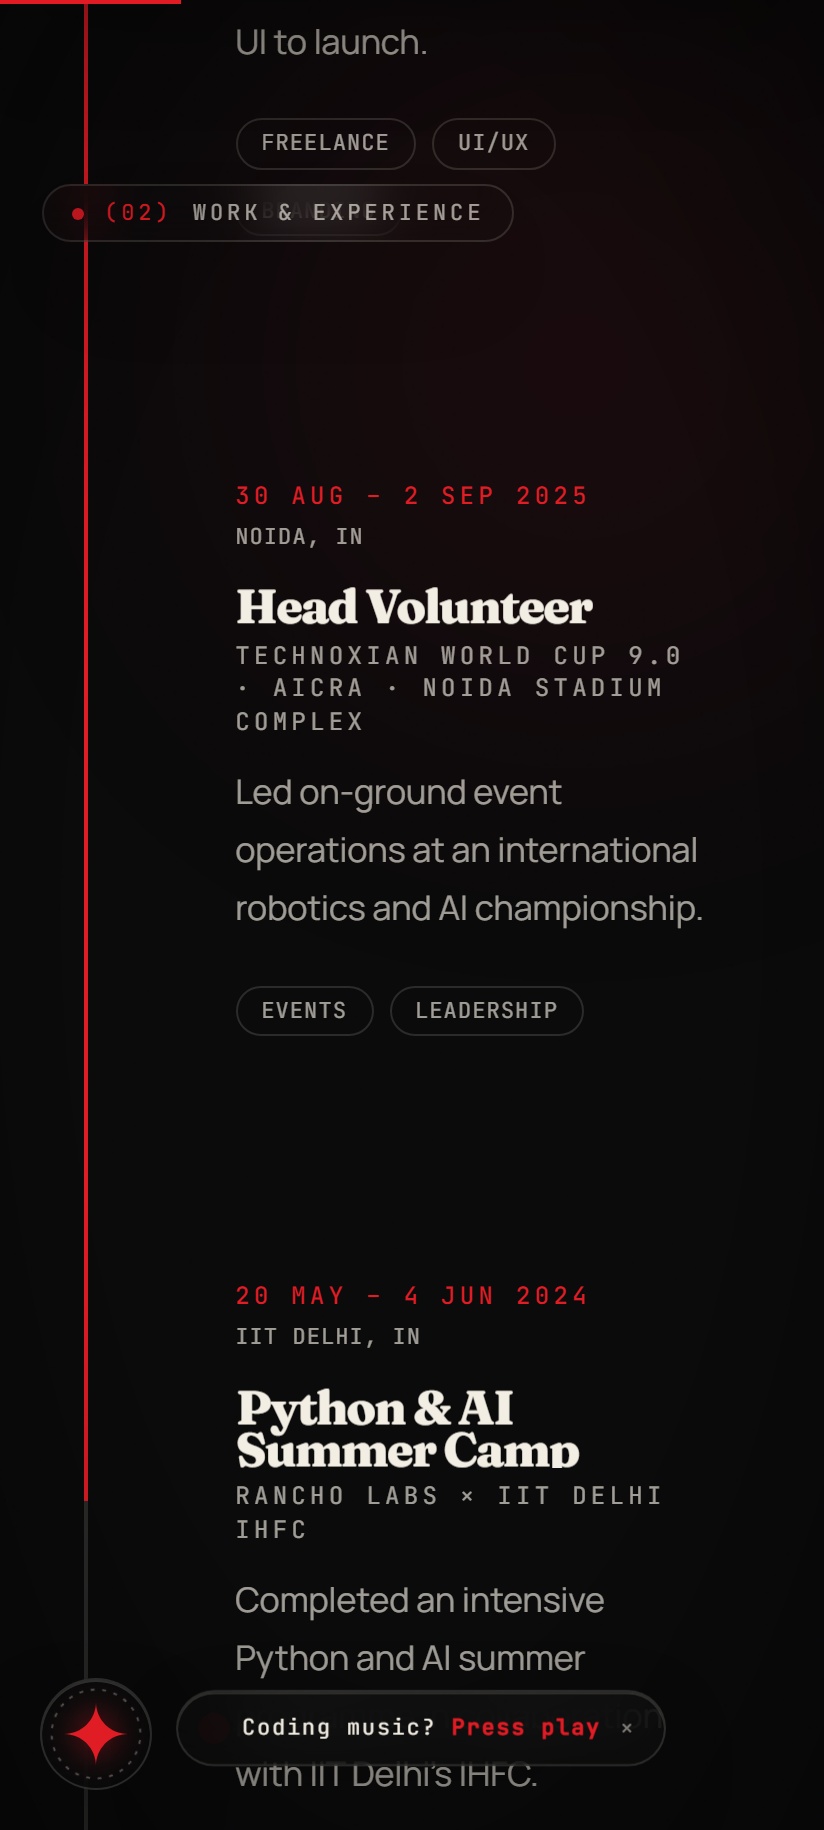 UI to launch.
FREELANCE
UI/UX
(02) WORK & EXPERIENCE
30 AUG – 2 SEP 2025
NOIDA, IN
Head Volunteer
TECHNOXIAN WORLD CUP 9.0
· AICRA · NOIDA STADIUM
COMPLEX
Led on-ground event
operations at an international
robotics and AI championship.
EVENTS
LEADERSHIP
20 MAY – 4 JUN 2024
IIT DELHI, IN
Python & AI
Summer Camp
RANCHO LABS × IIT DELHI
IHFC
Completed an intensive
Python and AI summer
Coding music? Press play ×
with IIT Delhi's IHFC.